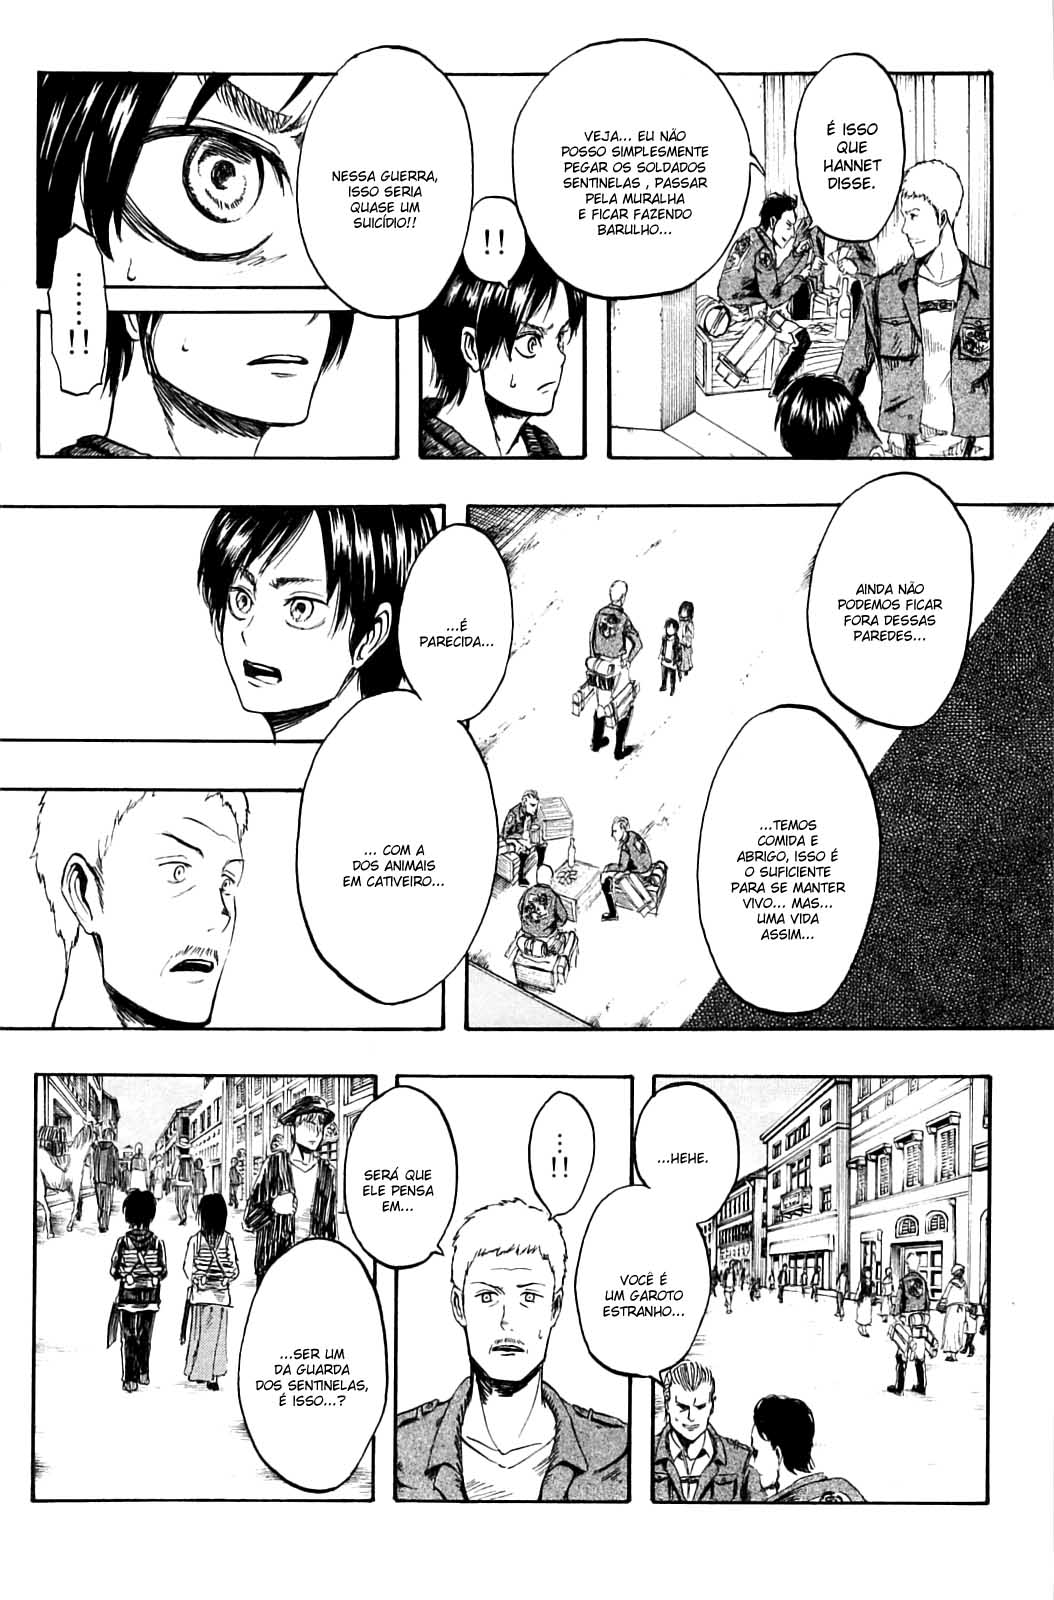 É ISSO
QUE
HANNET
DISSE.
VEJA... EU NÃO
POSSO SIMPLESMENTE
PEGAR OS SOLDADOS
SENTINELAS , PASSAR
PELA MURALHA
E FICAR FAZENDO
BARULHO...
!!
NESSA GUERRA,
ISSO SERIA
QUASE UM
SUICÍDIO!!
......!!
AINDA NÃO
PODEMOS FICAR
FORA DESSAS
PAREDES...
...TEMOS
COMIDA E
ABRIGO, ISSO É
O SUFICIENTE
PARA SE MANTER
VIVO... MAS...
UMA VIDA
ASSIM...
...É
PARECIDA...
... COM A
DOS ANIMAIS
EM CATIVEIRO...
...HEHE.
VOCÊ É
UM GAROTO
ESTRANHO...
...!!
SERÁ QUE
ELE PENSA
EM...
...SER UM
DA GUARDA
DOS SENTINELAS,
É ISSO...?